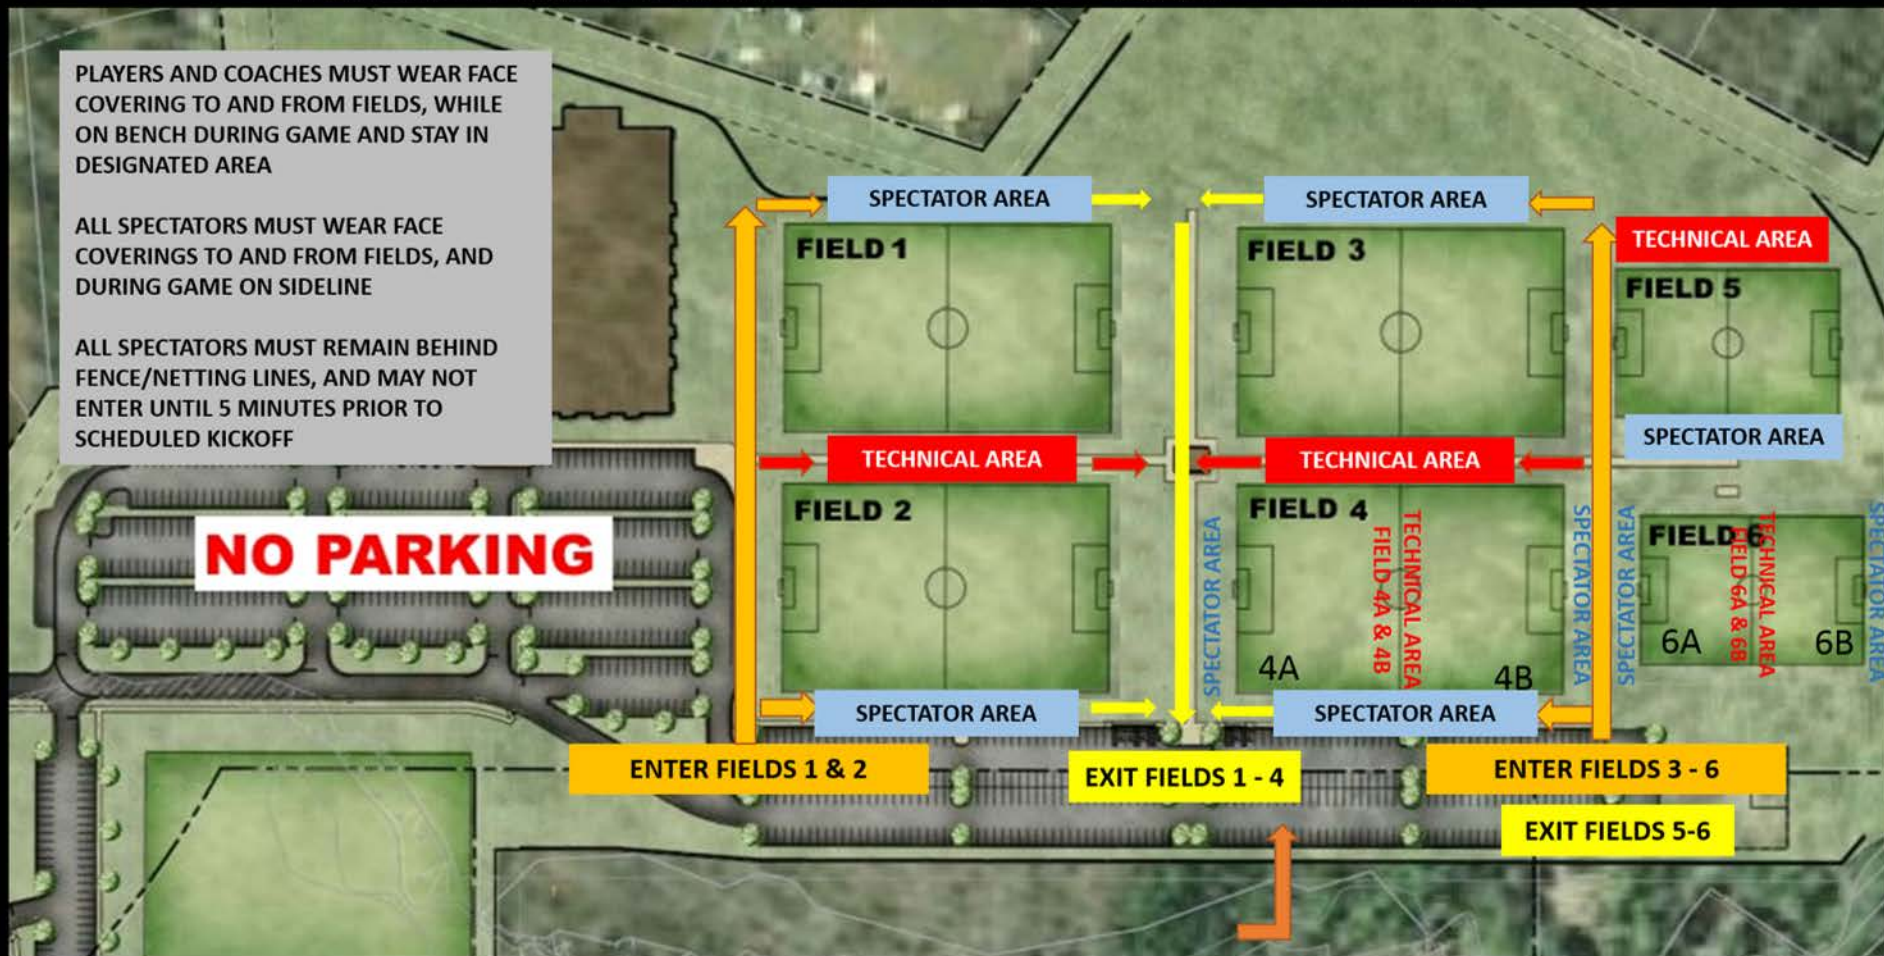 PLAYERS AND COACHES MUST WEAR FACE
COVERING TO AND FROM FIELDS, WHILE
ON BENCH DURING GAME AND STAY IN
DESIGNATED AREA
ALL SPECTATORS MUST WEAR FACE
COVERINGS TO AND FROM FIELDS, AND
DURING GAME ON SIDELINE
ALL SPECTATORS MUST REMAIN BEHIND
FENCE/NETTING LINES, AND MAY NOT
ENTER UNTIL 5 MINUTES PRIOR TO
SCHEDULED KICKOFF
SPECTATOR AREA
SPECTATOR AREA
TECHNICAL AREA
FIELD 1
FIELD 3
FIELD 5
SPECTATOR AREA
TECHNICAL AREA
TECHNICAL AREA
FIELD 2
FIELD 4
FIELD 6
NO PARKING
SPECTATOR AREA
TECHNICAL AREA
FIELD 4A & 4B
SPECTATOR AREA
SPECTATOR AREA
TECHNICAL AREA
FIELD 6A & 6B
SPECTATOR AREA
4A
4B
6A
6B
SPECTATOR AREA
SPECTATOR AREA
ENTER FIELDS 1 & 2
EXIT FIELDS 1 - 4
ENTER FIELDS 3 - 6
EXIT FIELDS 5-6